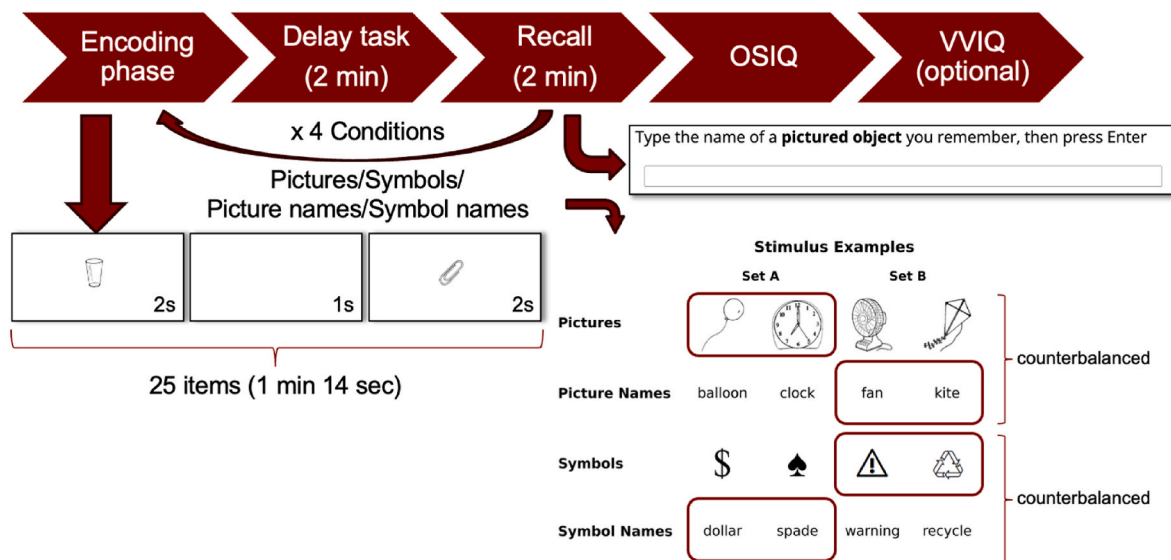 Encoding phase
Delay task (2 min)
Recall (2 min)
OSIQ
VVIQ (optional)
x 4 Conditions
Pictures/Symbols/
Picture names/Symbol names
Type the name of a pictured object you remember, then press Enter
2s
1s
2s
25 items (1 min 14 sec)
Stimulus Examples
Set A Set B
Pictures
counterbalanced
Picture Names balloon clock fan kite
Symbols $
counterbalanced
Symbol Names dollar spade warning recycle